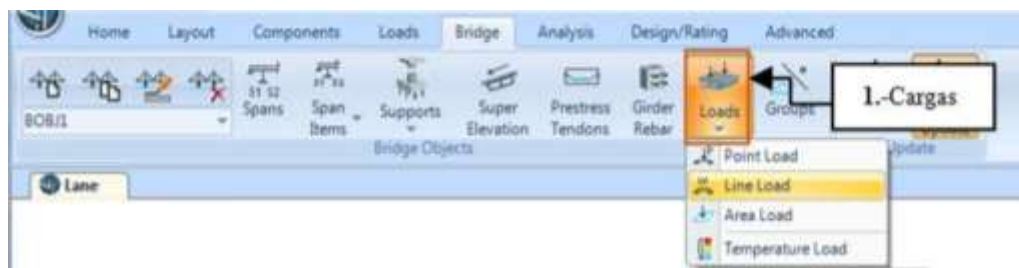 Home Layout Components Loads Bridge Analysis Design/Rating Advanced
BOBJ1
Spans
Span Items
Supports
Super Elevation
Prestress Tendons
Girder Rebar
Loads
Groups
1.-Cargas
Bridge Objects
Update
Lane
Point Load
Line Load
Area Load
Temperature Load